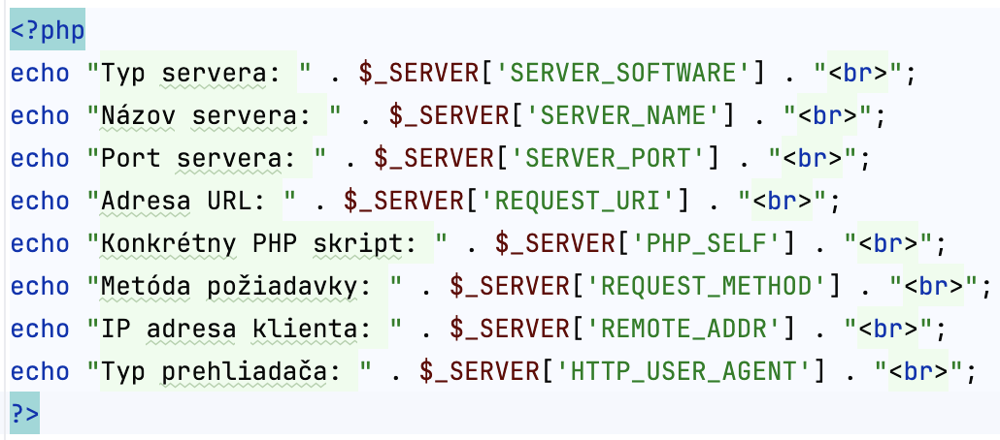 <?php
echo "Typ servera: " . $_SERVER['SERVER_SOFTWARE'] . "<br>";
echo "Názov servera: " . $_SERVER['SERVER_NAME'] . "<br>";
echo "Port servera: " . $_SERVER['SERVER_PORT'] . "<br>";
echo "Adresa URL: " . $_SERVER['REQUEST_URI'] . "<br>";
echo "Konkrétny PHP skript: " . $_SERVER['PHP_SELF'] . "<br>";
echo "Metóda požiadavky: " . $_SERVER['REQUEST_METHOD'] . "<br>";
echo "IP adresa klienta: " . $_SERVER['REMOTE_ADDR'] . "<br>";
echo "Typ prehliadača: " . $_SERVER['HTTP_USER_AGENT'] . "<br>";
?>